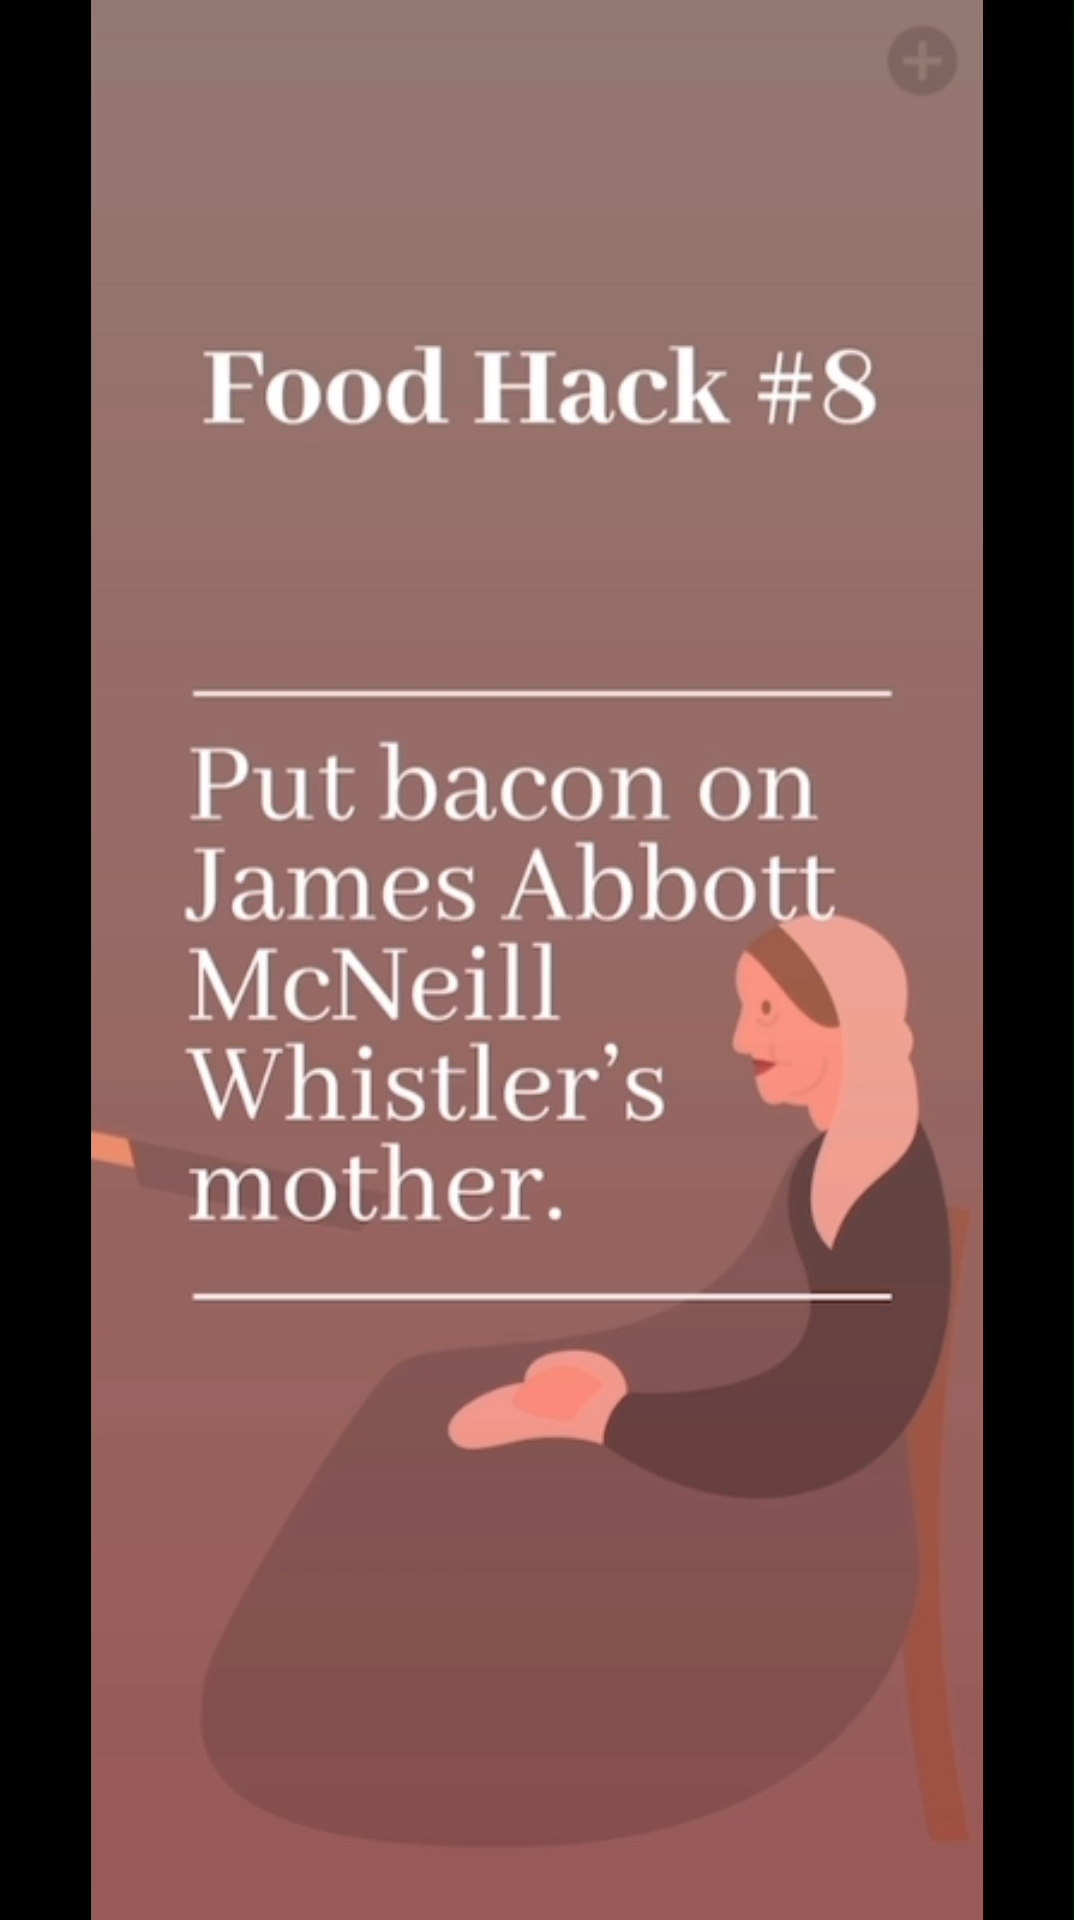 Food Hack #8
Put bacon on
James Abbott
McNeill
Whistler’s
mother.